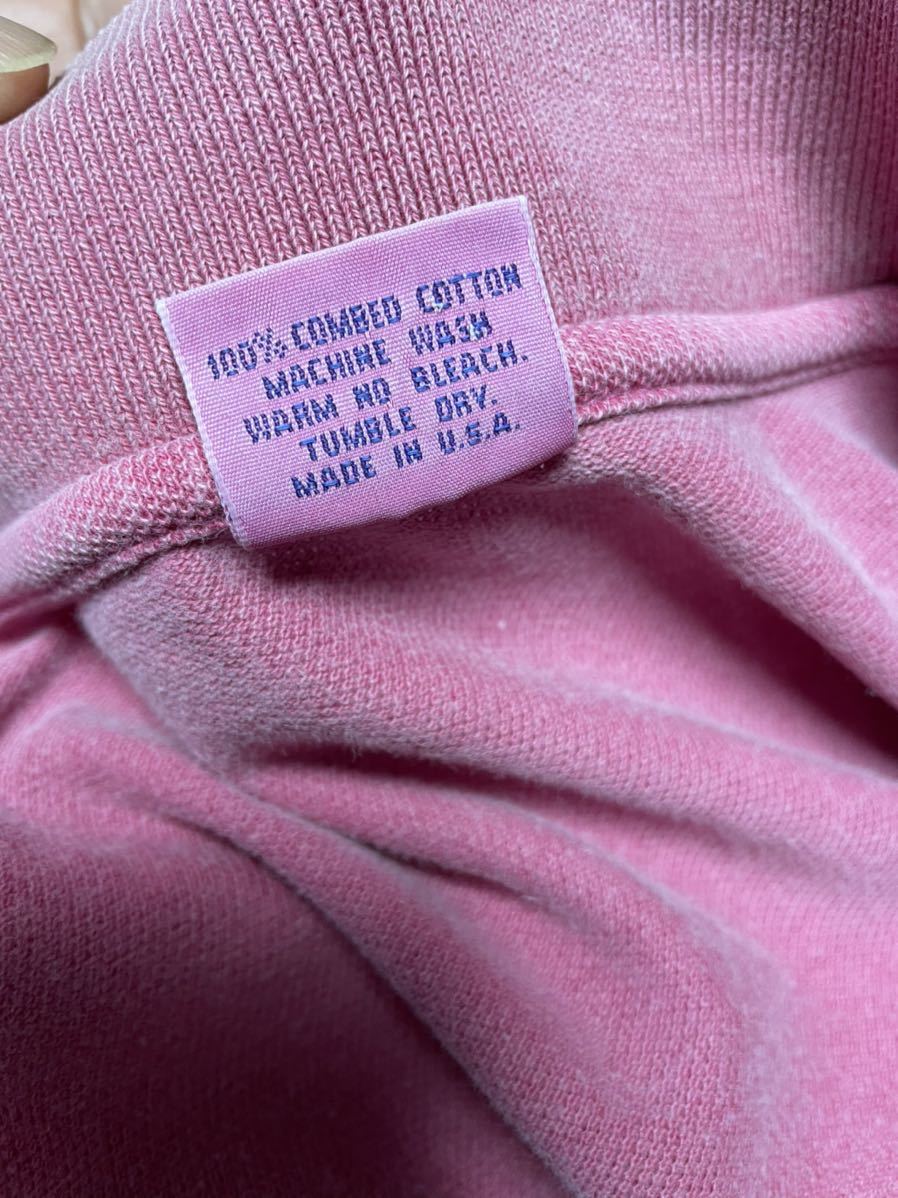 100% COMBED COTTON
MACHINE WASH
WARM NO BLEACH.
TUMBLE DRY.
MADE IN U.S.A.